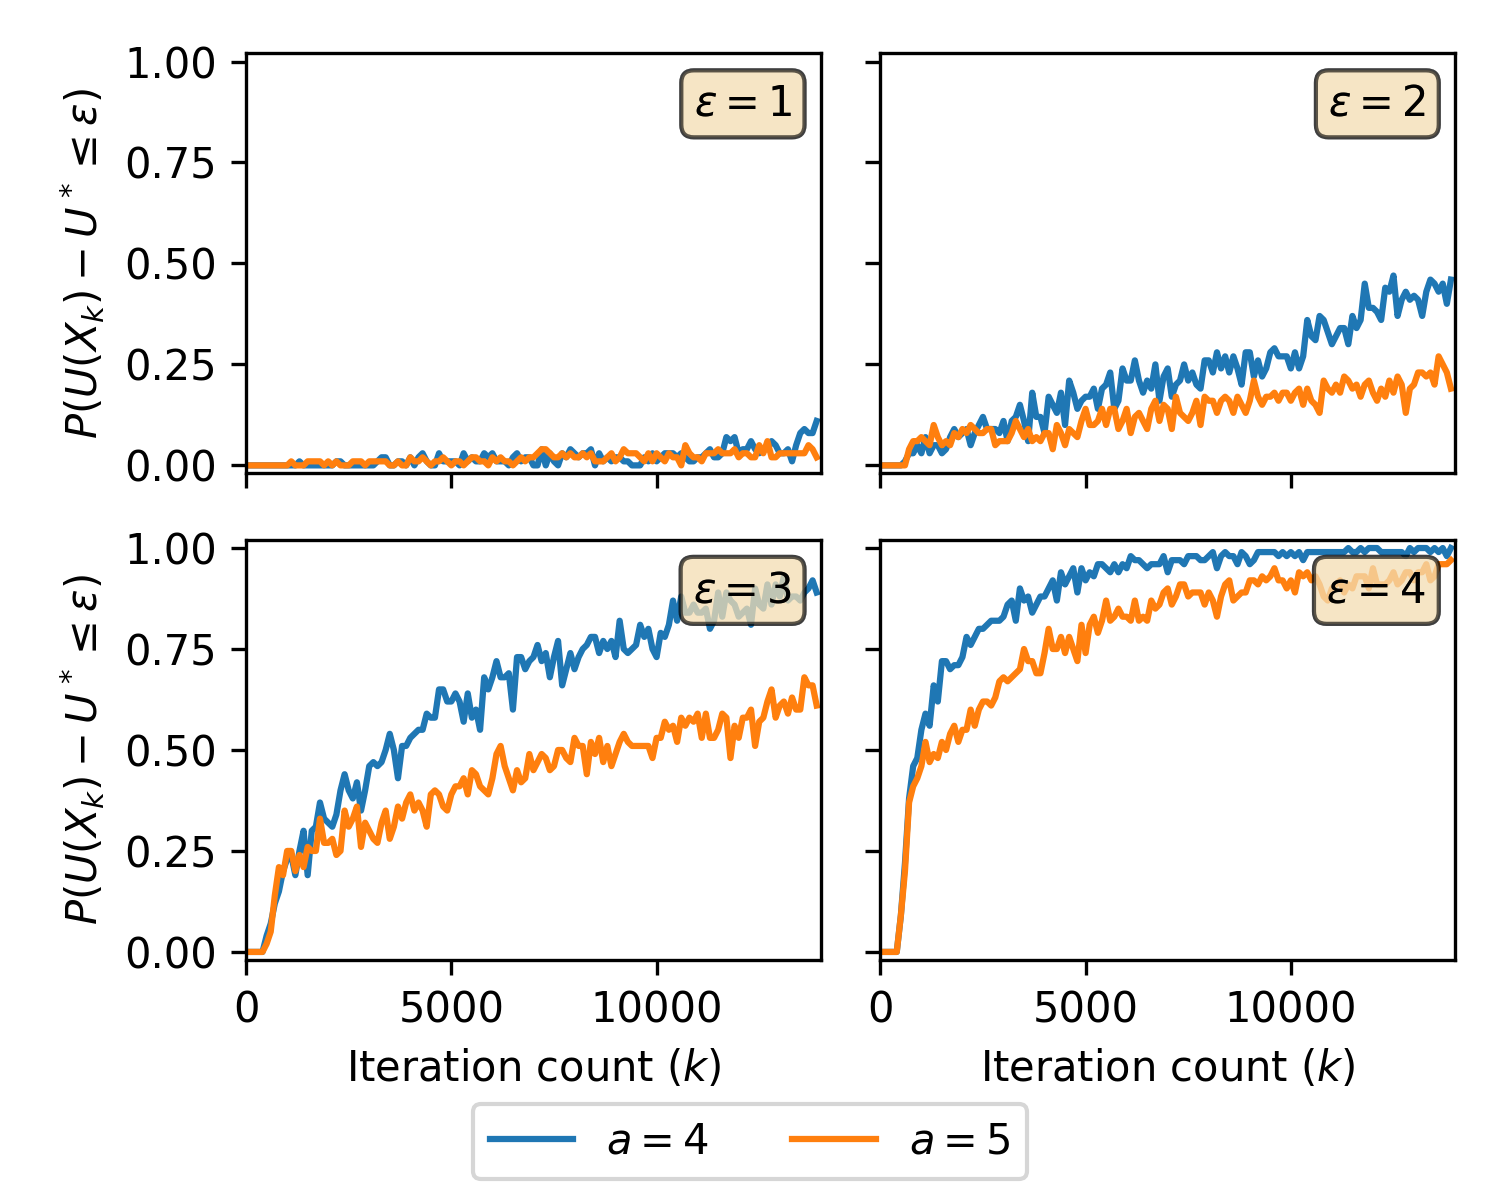 P(U(X_k) − U* ≤ ε)
1.00
0.75
0.50
0.25
0.00
ε = 1
ε = 2
P(U(X_k) − U* ≤ ε)
1.00
0.75
0.50
0.25
0.00
ε = 3
ε = 4
0 5000 10000
0 5000 10000
Iteration count (k)
Iteration count (k)
a = 4
a = 5